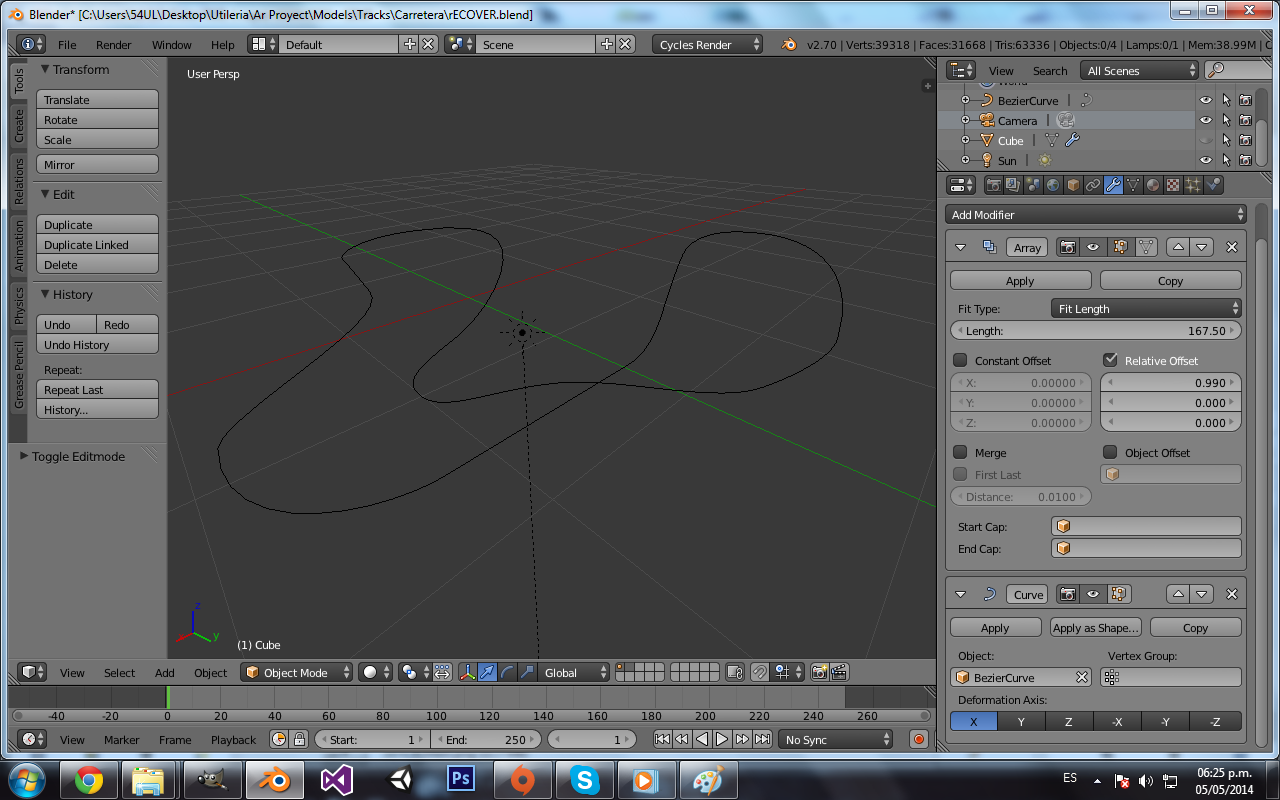 Blender* [C:\Users\54UL\Desktop\Utileria\Ar Proyect\Models\Tracks\Carretera\rECOVER.blend]
File Render Window Help Default Scene Cycles Render v2.70 | Verts:39318 | Faces:31668 | Tris:63336 | Objects:0/4 | Lamps:0/1 | Mem:38.99M | C
Tools
Create
Relations
Animation
Physics
Grease Pencil
Transform
Translate
Rotate
Scale
Mirror
Edit
Duplicate
Duplicate Linked
Delete
History
Undo Redo
Undo History
Repeat:
Repeat Last
History...
Toggle Editmode
User Persp
z
x
y
(1) Cube
View Select Add Object Object Mode Global
-40 -20 0 20 40 60 80 100 120 140 160 180 200 220 240 260
View Marker Frame Playback Start: 1 End: 250 1 No Sync
View Search All Scenes
World
BezierCurve
Camera
Cube
Sun
Add Modifier
Array
Apply Copy
Fit Type: Fit Length
Length: 167.50
Constant Offset Relative Offset
X: 0.00000 0.990
Y: 0.00000 0.000
Z: 0.00000 0.000
Merge Object Offset
First Last
Distance: 0.0100
Start Cap:
End Cap:
Curve
Apply Apply as Shape... Copy
Object: Vertex Group:
BezierCurve
Deformation Axis:
X Y Z -X -Y -Z
Ps
ES
06:25 p.m.
05/05/2014